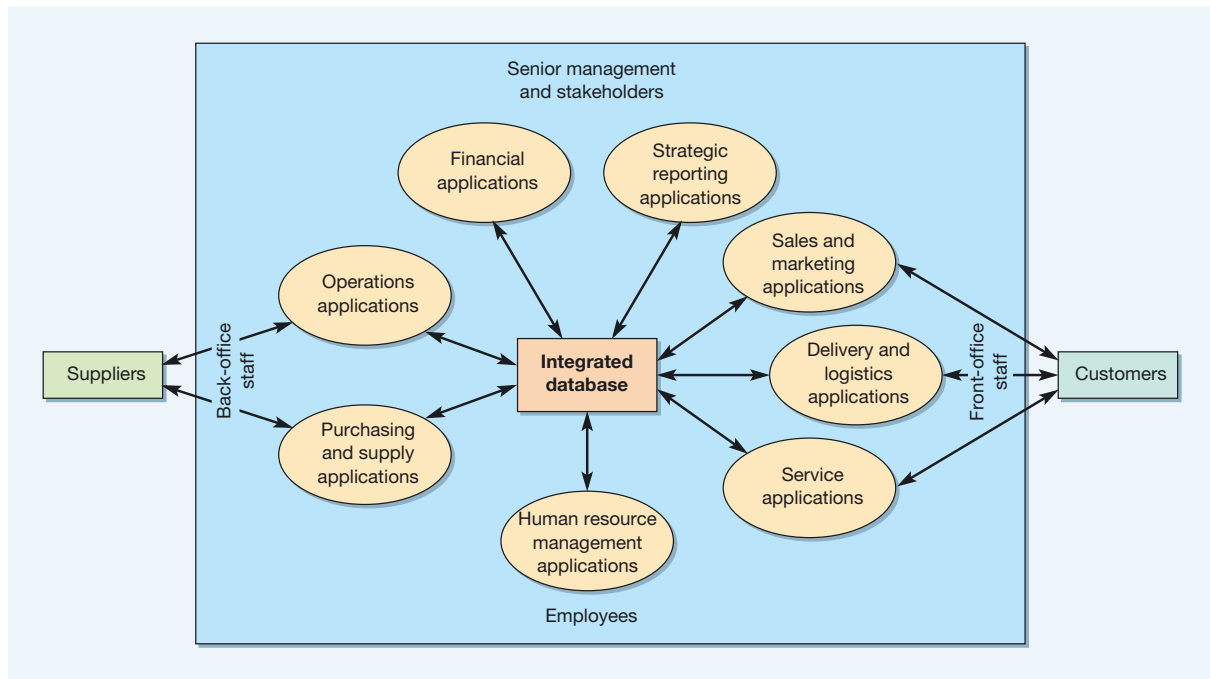 Senior management
and stakeholders
Financial
applications
Strategic
reporting
applications
Sales and
marketing
applications
Operations
applications
Back-office
staff
Suppliers
Integrated
database
Delivery and
logistics
applications
Front-office
staff
Customers
Purchasing
and supply
applications
Service
applications
Human resource
management
applications
Employees